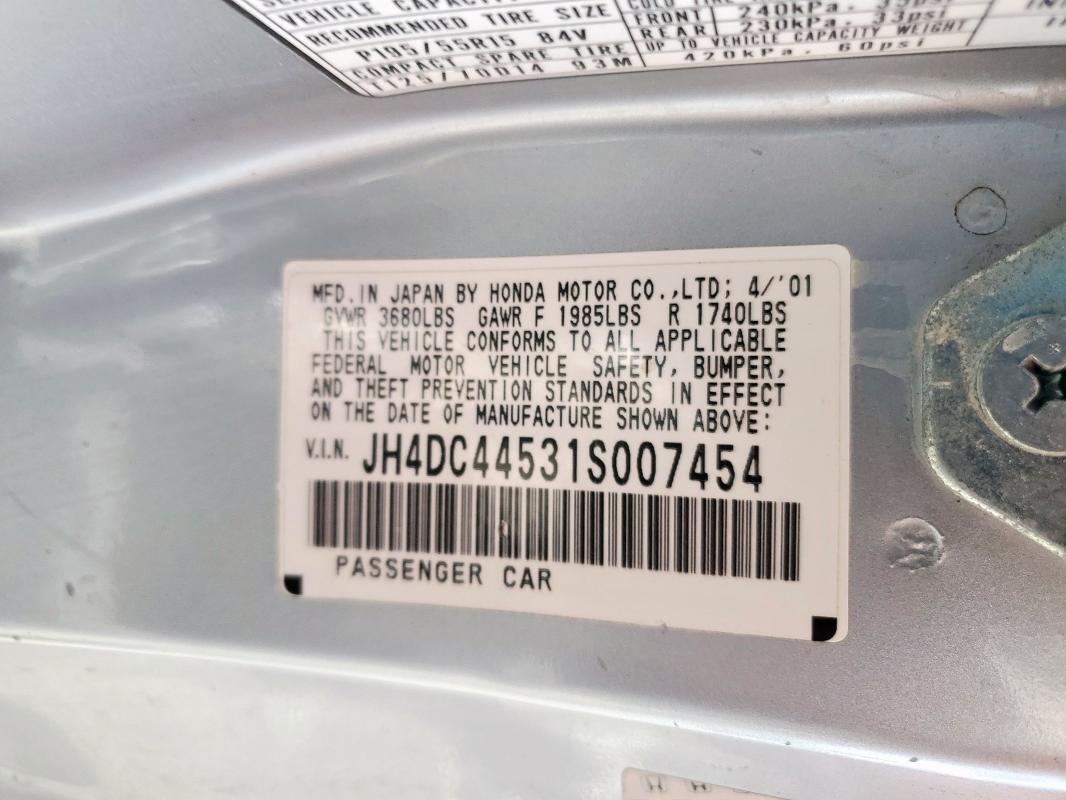 VEHICLE CAPACITY
RECOMMENDED TIRE SIZE
P195/55R15 84V
COMPACT SPARE TIRE
T125/70D14 93M
COLD TIRE
FRONT 240kPa. 35psi
REAR 230kPa. 33psi
UP TO VEHICLE CAPACITY WEIGHT
420kPa. 60psi
MFD.IN JAPAN BY HONDA MOTOR CO.,LTD; 4/'01
GVWR 3680LBS GAWR F 1985LBS R 1740LBS
THIS VEHICLE CONFORMS TO ALL APPLICABLE
FEDERAL MOTOR VEHICLE SAFETY, BUMPER,
AND THEFT PREVENTION STANDARDS IN EFFECT
ON THE DATE OF MANUFACTURE SHOWN ABOVE:
V.I.N. JH4DC44531S007454
PASSENGER CAR